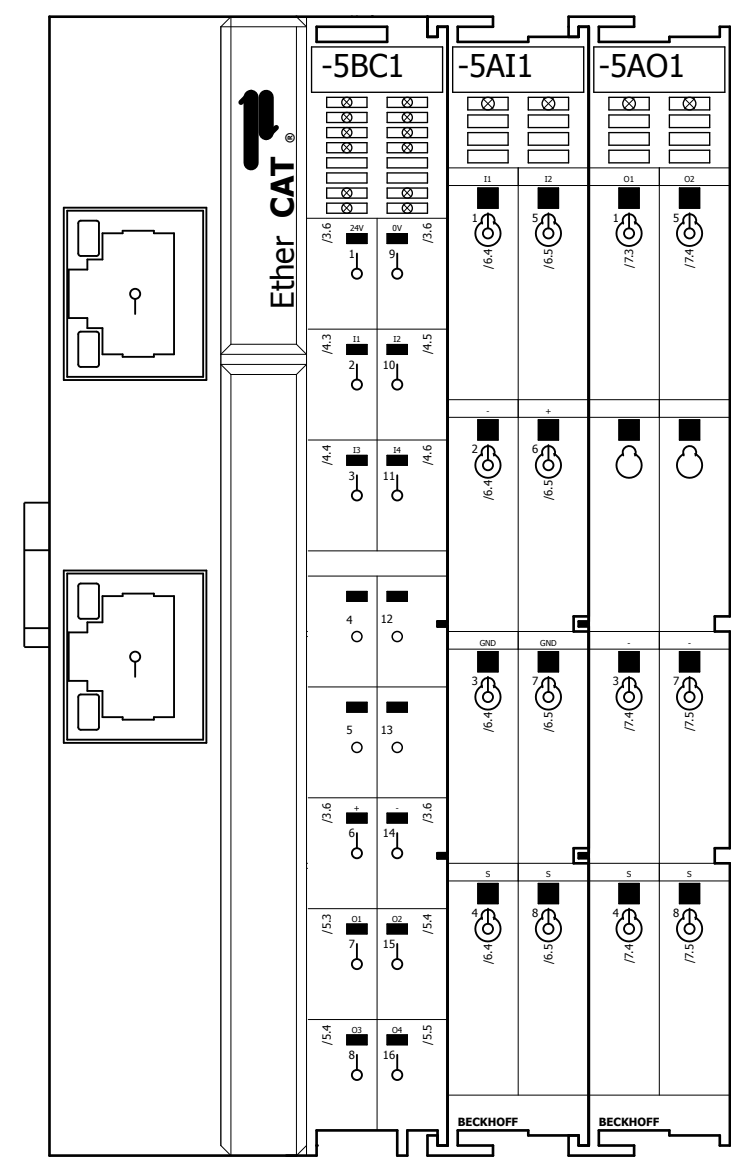 -5BC1
-5AI1
-5AO1
EtherCAT®
/3.6 24V 0V /3.6
1 9
/4.3 I1 I2 /4.5
2 10
/4.4 I3 I4 /4.6
3 11
4 12
5 13
/3.6 + - /3.6
6 14
/5.3 O1 O2 /5.4
7 15
/5.4 O3 O4 /5.5
8 16
I1 I2
1 5
/6.4 /6.5
- +
2 6
/6.4 /6.5
GND GND
3 7
/6.4 /6.5
S S
4 8
/6.4 /6.5
BECKHOFF
O1 O2
1 5
/7.3 /7.4
- -
3 7
/7.4 /7.5
S S
4 8
/7.4 /7.5
BECKHOFF